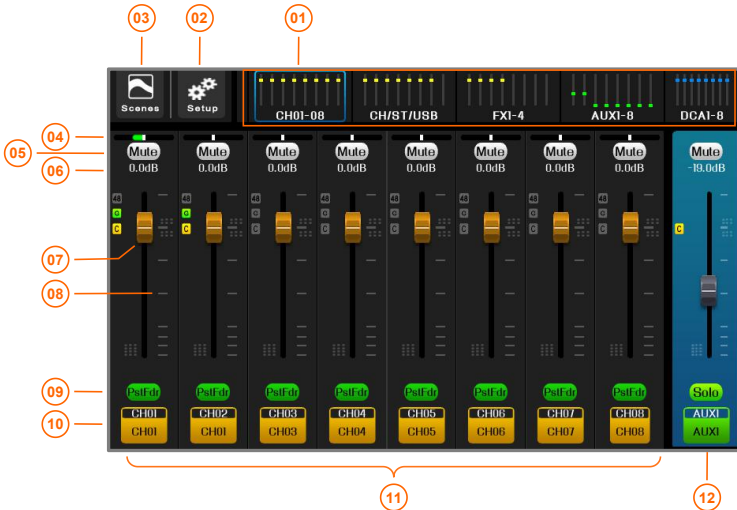 03 02 01
Scenes Setup CH01-08 CH/ST/USB FX1-4 AUX1-8 DCA1-8
04
05 Mute Mute Mute Mute Mute Mute Mute Mute Mute
06 0.0dB 0.0dB 0.0dB 0.0dB 0.0dB 0.0dB 0.0dB 0.0dB -19.0dB
48 48 48 48 48 48 48 48
G G G G G G G G
C C C C C C C C C
07
08
09 PstFdr PstFdr PstFdr PstFdr PstFdr PstFdr PstFdr PstFdr Solo
10 CH01 CH02 CH03 CH04 CH05 CH06 CH07 CH08 AUX1
CH01 CH01 CH03 CH04 CH05 CH06 CH07 CH08 AUX1
11 12